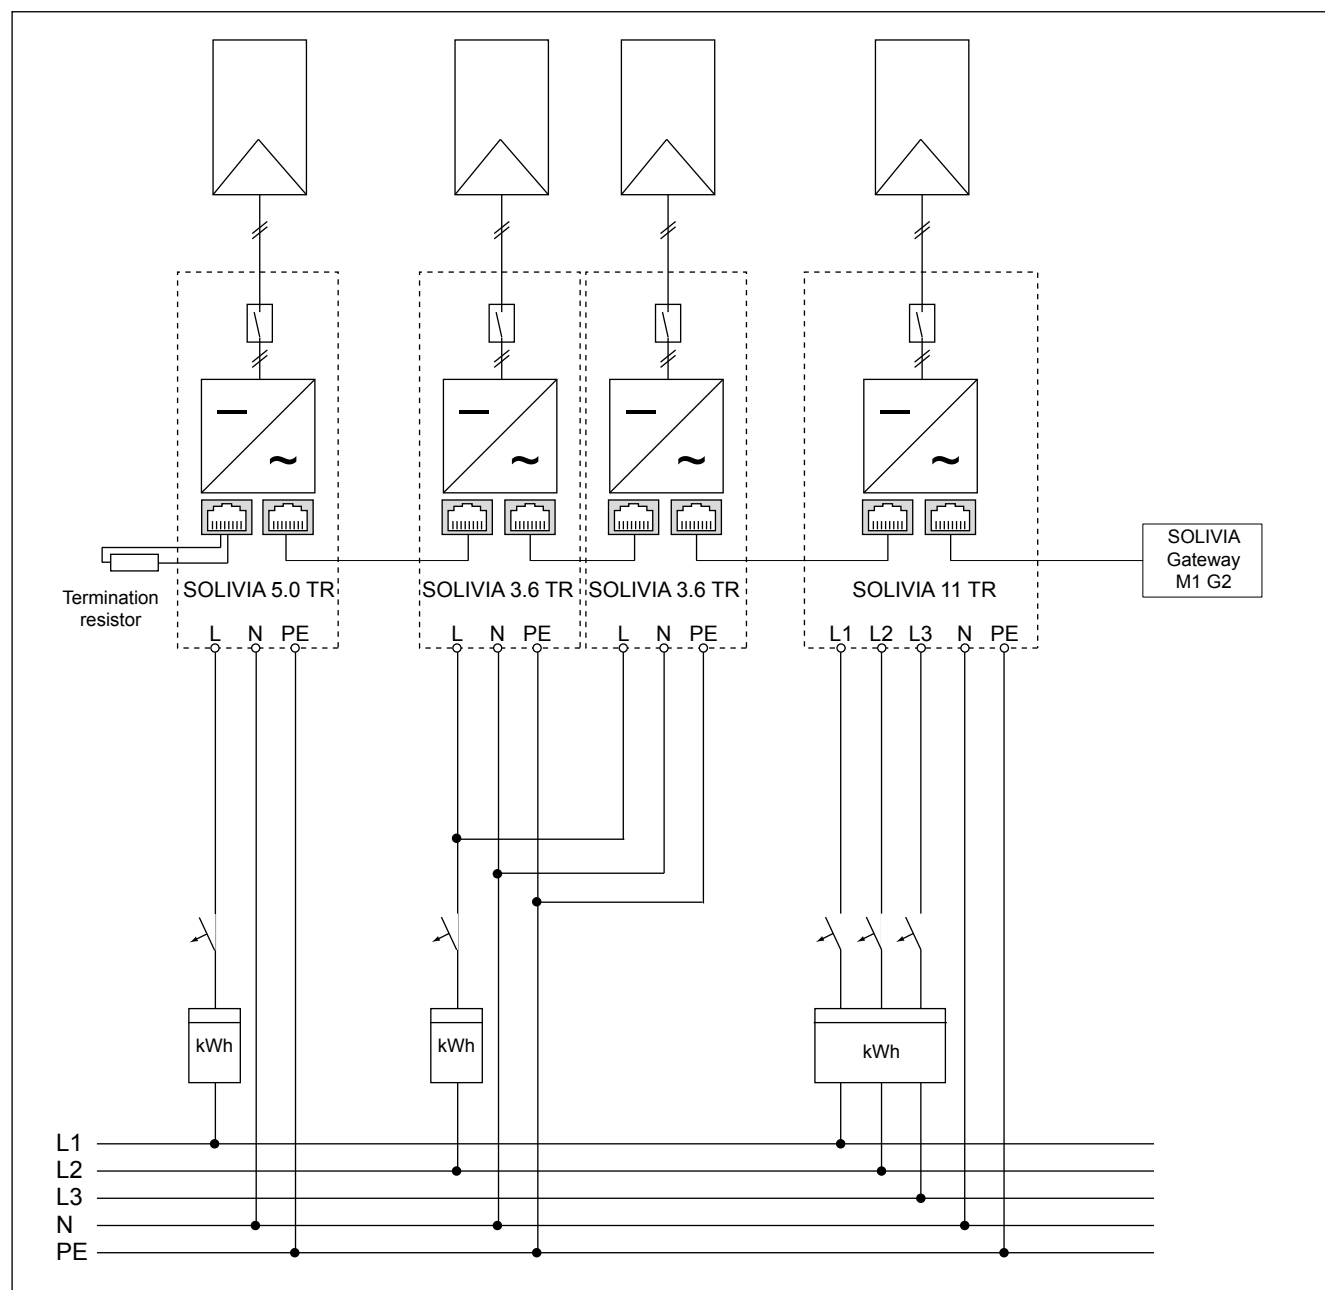 SOLIVIA
Gateway
M1 G2
Termination
resistor
SOLIVIA 5.0 TR
SOLIVIA 3.6 TR
SOLIVIA 3.6 TR
SOLIVIA 11 TR
L N PE
L N PE
L N PE
L1 L2 L3 N PE
kWh
kWh
kWh
L1
L2
L3
N
PE